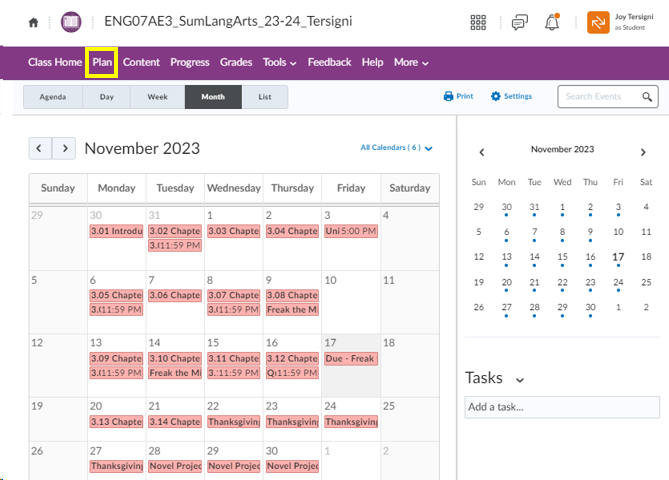 ENG07AE3_SumLangArts_23-24_Tersigni
Joy Tersigni
as Student
Class Home Plan Content Progress Grades Tools Feedback Help More
Agenda Day Week Month List
Print Settings Search Events
November 2023
All Calendars ( 6 )
Sunday Monday Tuesday Wednesday Thursday Friday Saturday
29 30 31 1 2 3 4
3.01 Introdu 3.02 Chapte 3.03 Chapte 3.04 Chapte Uni 5:00 PM
11:59 PM
5 6 7 8 9 10 11
3.05 Chapte 3.06 Chapte 3.07 Chapte 3.08 Chapte
11:59 PM 11:59 PM Freak the M
12 13 14 15 16 17 18
3.09 Chapte 3.10 Chapte 3.11 Chapte 3.12 Chapte Due - Freak
11:59 PM Freak the Mi 11:59 PM 11:59 PM
19 20 21 22 23 24 25
3.13 Chapte 3.14 Chapte Thanksgiving Thanksgiving Thanksgiving
26 27 28 29 30 1 2
Thanksgiving Novel Projec Novel Projec Novel Projec
November 2023
Sun Mon Tue Wed Thu Fri Sat
29 30 31 1 2 3 4
5 6 7 8 9 10 11
12 13 14 15 16 17 18
19 20 21 22 23 24 25
26 27 28 29 30 1 2
Tasks
Add a task...